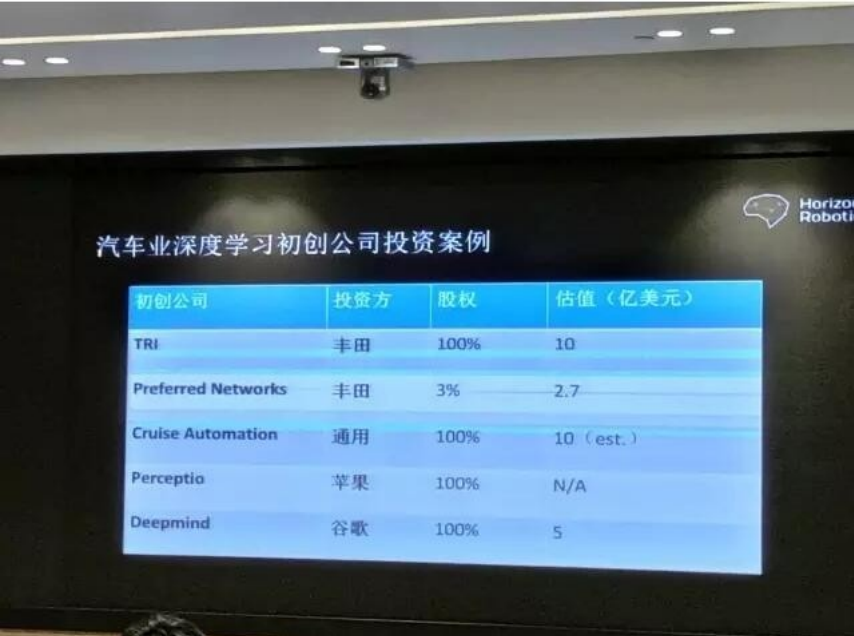 Horizo
Roboti
汽车业深度学习初创公司投资案例
初创公司 投资方 股权 估值（亿美元）
TRI 丰田 100% 10
Preferred Networks 丰田 3% 2.7
Cruise Automation 通用 100% 10（est.）
Perceptio 苹果 100% N/A
Deepmind 谷歌 100% 5